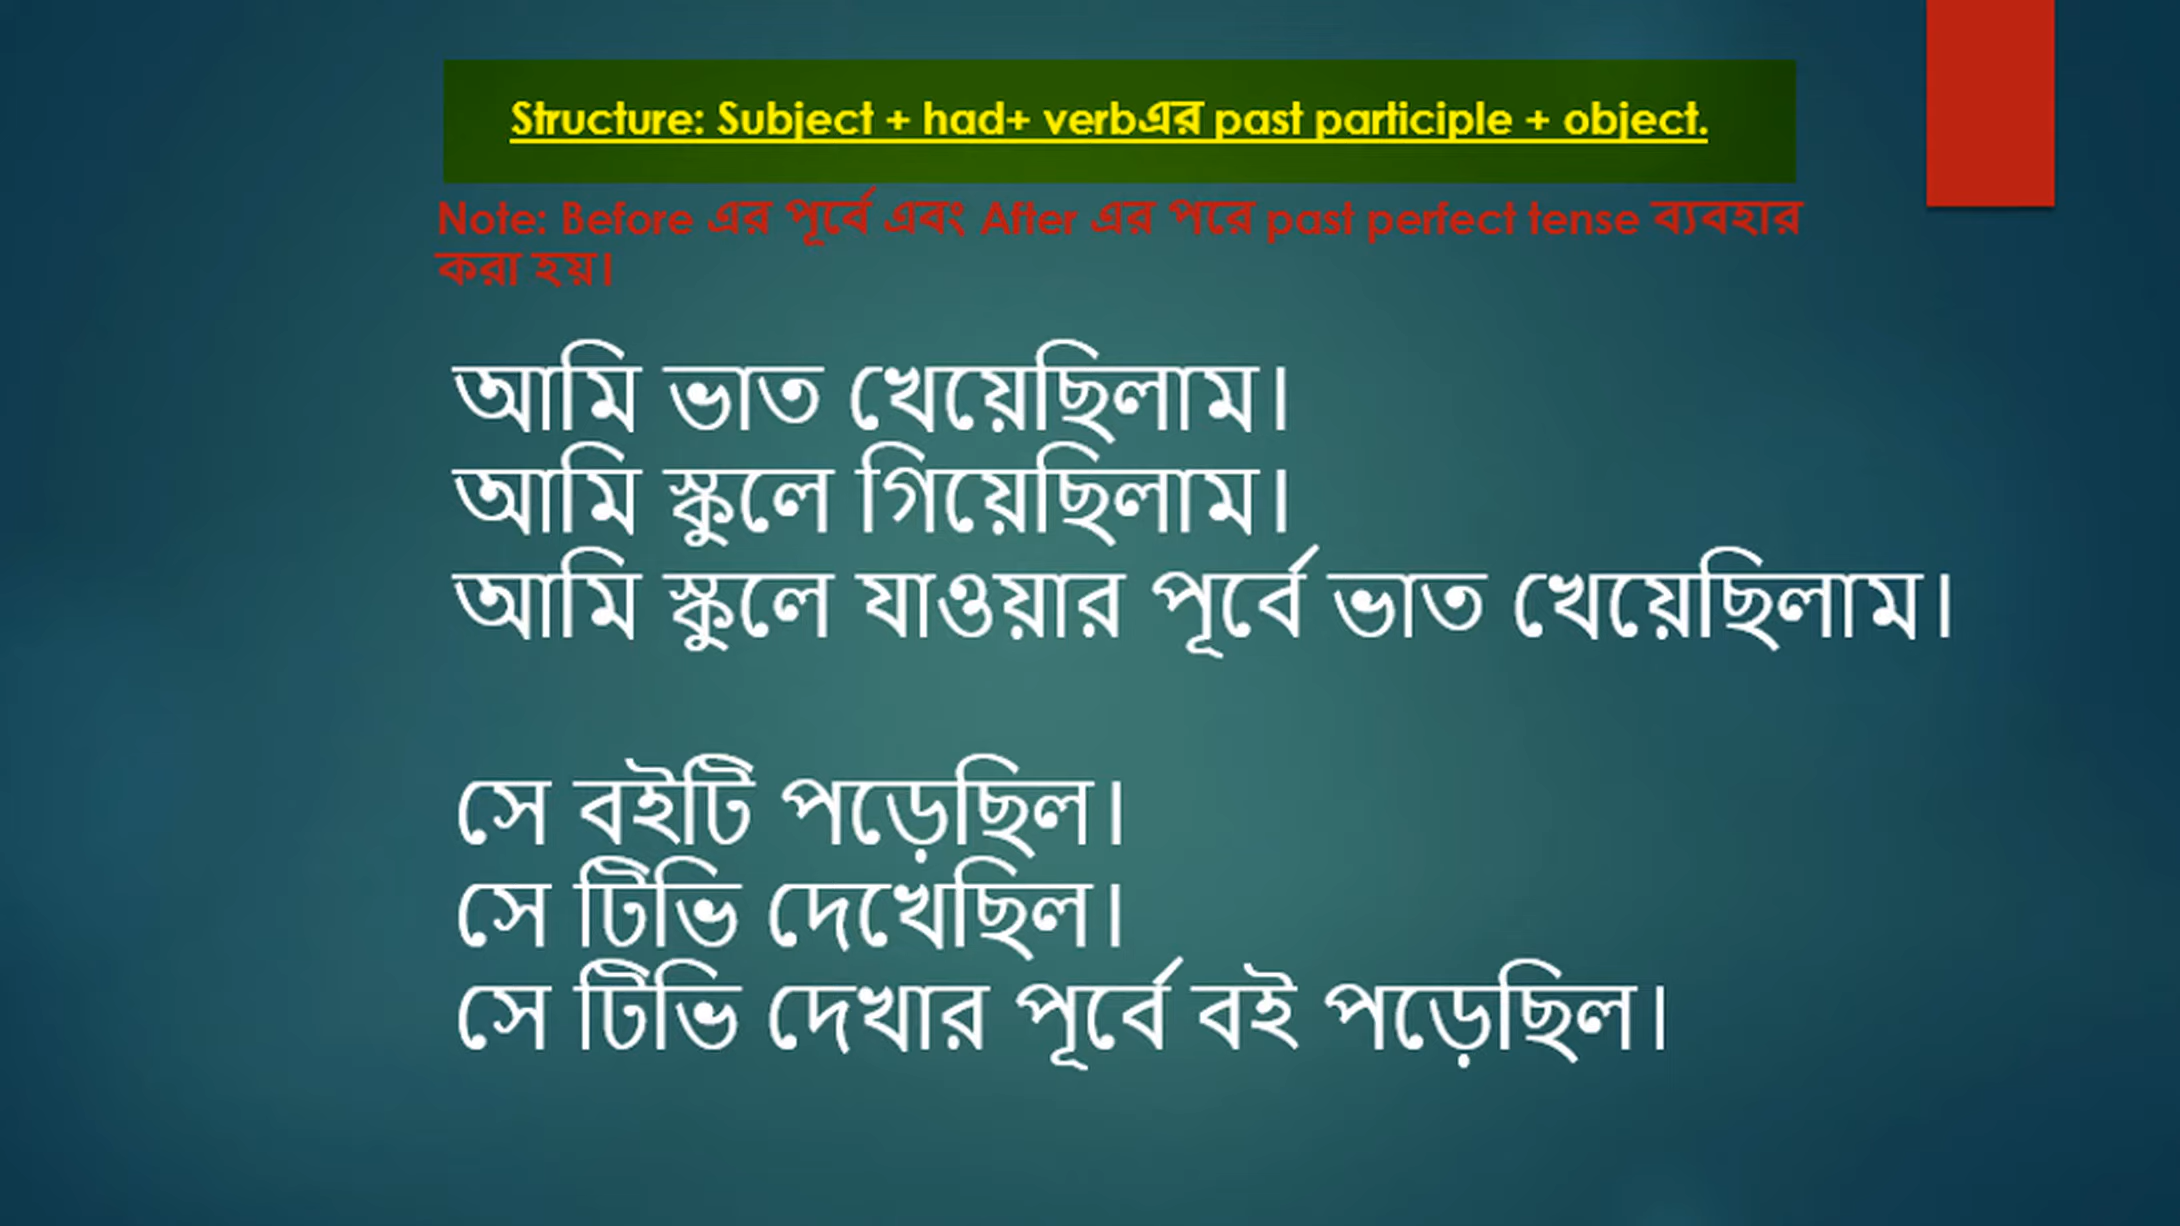 Structure: Subject + had+ verbএর past participle + object.
Note: Before এর পূর্বে এবং After এর পরে past perfect tense ব্যবহার
করা হয়।
আমি ভাত খেয়েছিলাম।
আমি স্কুলে গিয়েছিলাম।
আমি স্কুলে যাওয়ার পূর্বে ভাত খেয়েছিলাম।
সে বইটি পড়েছিল।
সে টিভি দেখেছিল।
সে টিভি দেখার পূর্বে বই পড়েছিল।